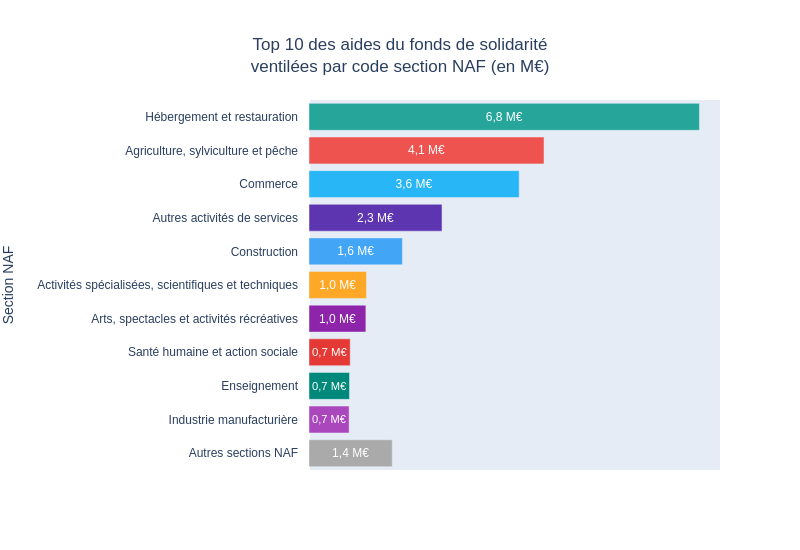 Top 10 des aides du fonds de solidarité
ventilées par code section NAF (en M€)
Section NAF
Hébergement et restauration 6,8 M€
Agriculture, sylviculture et pêche 4,1 M€
Commerce 3,6 M€
Autres activités de services 2,3 M€
Construction 1,6 M€
Activités spécialisées, scientifiques et techniques 1,0 M€
Arts, spectacles et activités récréatives 1,0 M€
Santé humaine et action sociale 0,7 M€
Enseignement 0,7 M€
Industrie manufacturière 0,7 M€
Autres sections NAF 1,4 M€